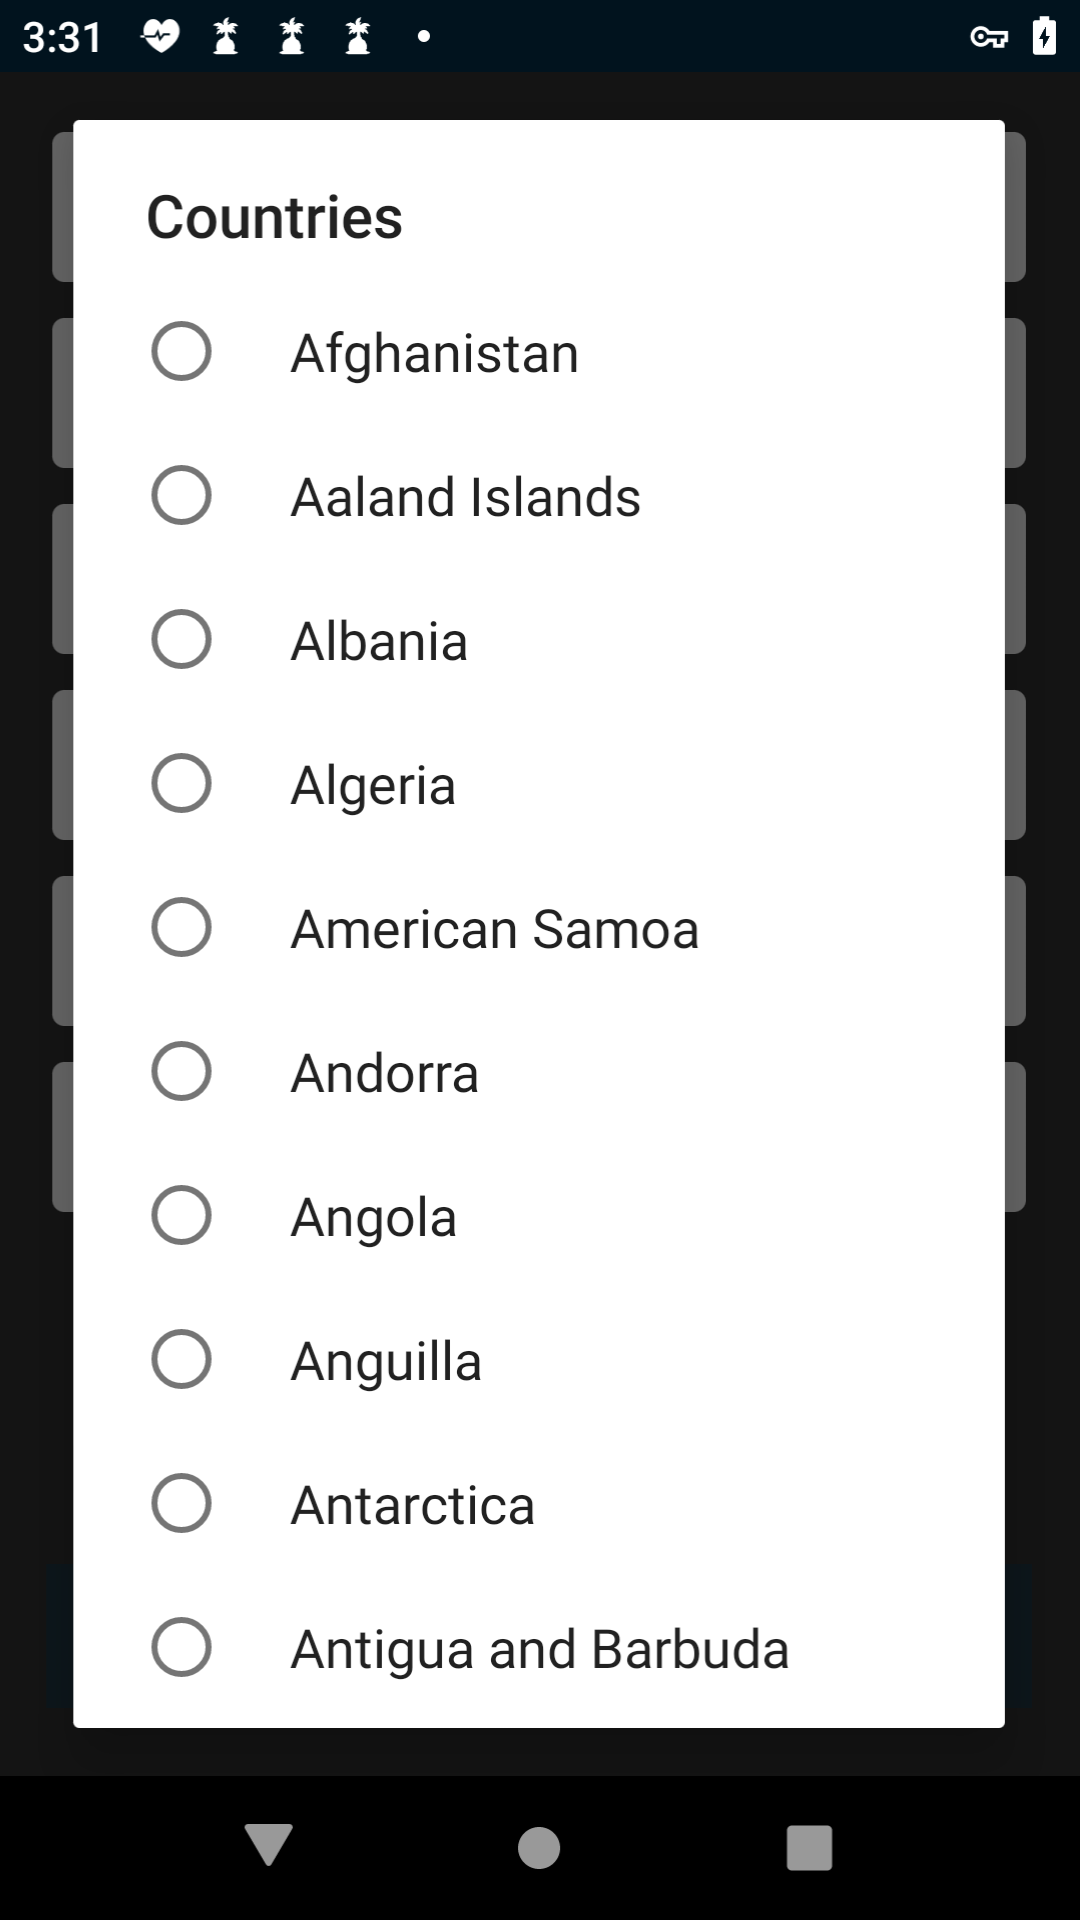 3:31
Countries
Afghanistan
Aaland Islands
Albania
Algeria
American Samoa
Andorra
Angola
Anguilla
Antarctica
Antigua and Barbuda